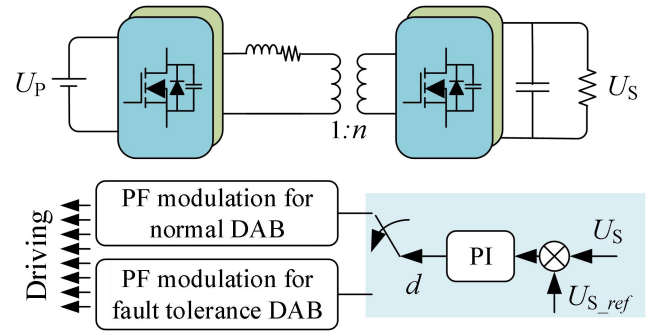 U_P
1:n
U_S
PF modulation for
normal DAB
PF modulation for
fault tolerance DAB
Driving
d
PI
U_S
U_S_ref